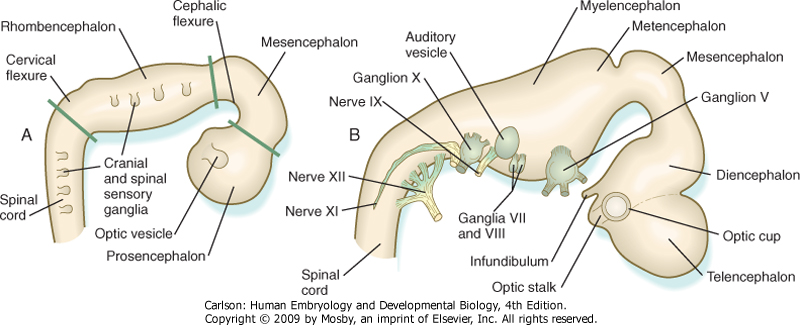 Cephalic
flexure
Rhombencephalon
Mesencephalon
Cervical
flexure
A
Cranial
and spinal
sensory
ganglia
Spinal
cord
Optic vesicle
Prosencephalon
Myelencephalon
Metencephalon
Auditory
vesicle
Mesencephalon
Ganglion X
Ganglion V
Nerve IX
B
Nerve XII
Diencephalon
Nerve XI
Ganglia VII
and VIII
Optic cup
Infundibulum
Telencephalon
Spinal
cord
Optic stalk
Carlson: Human Embryology and Developmental Biology, 4th Edition.
Copyright © 2009 by Mosby, an imprint of Elsevier, Inc. All rights reserved.